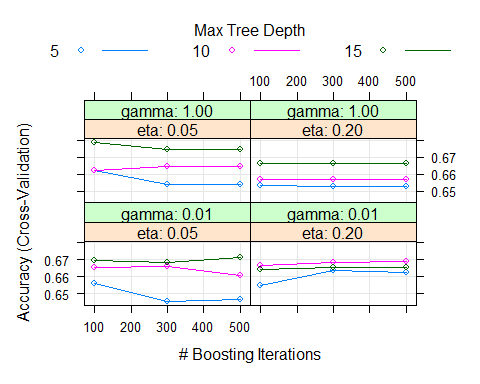 Max Tree Depth
5 10 15
100 200 300 400 500
gamma: 1.00 gamma: 1.00
eta: 0.05 eta: 0.20
0.67
0.66
0.65
gamma: 0.01 gamma: 0.01
eta: 0.05 eta: 0.20
0.67
0.66
0.65
100 200 300 400 500
Accuracy (Cross-Validation)
# Boosting Iterations